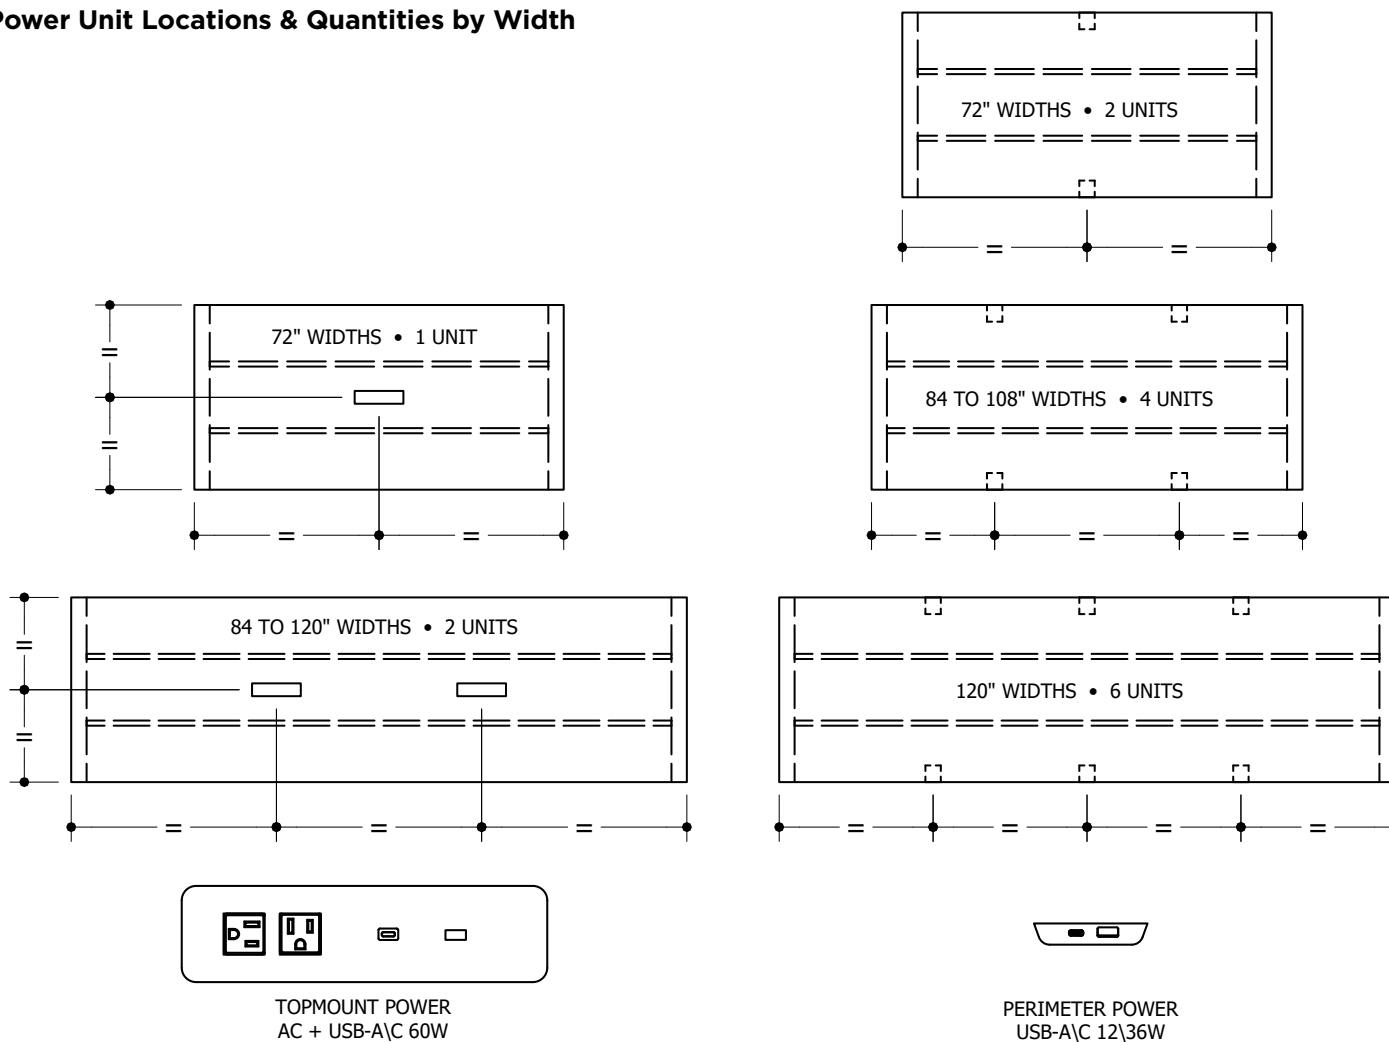 Power Unit Locations & Quantities by Width
72" WIDTHS • 2 UNITS
72" WIDTHS • 1 UNIT
84 TO 108" WIDTHS • 4 UNITS
84 TO 120" WIDTHS • 2 UNITS
120" WIDTHS • 6 UNITS
TOPMOUNT POWER
AC + USB-A\C 60W
PERIMETER POWER
USB-A\C 12\36W